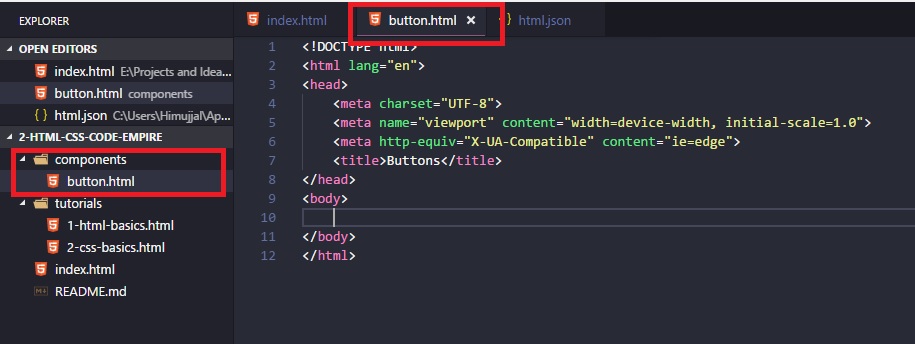 EXPLORER
OPEN EDITORS
index.html E:\Projects and Idea...
button.html components
{ } html.json C:\Users\Himujjal\Ap...
2-HTML-CSS-CODE-EMPIRE
components
button.html
tutorials
1-html-basics.html
2-css-basics.html
index.html
README.md
index.html
button.html ×
} html.json
1 <!DOCTYPE html>
2 <html lang="en">
3 <head>
4 <meta charset="UTF-8">
5 <meta name="viewport" content="width=device-width, initial-scale=1.0">
6 <meta http-equiv="X-UA-Compatible" content="ie=edge">
7 <title>Buttons</title>
8 </head>
9 <body>
10
11 </body>
12 </html>